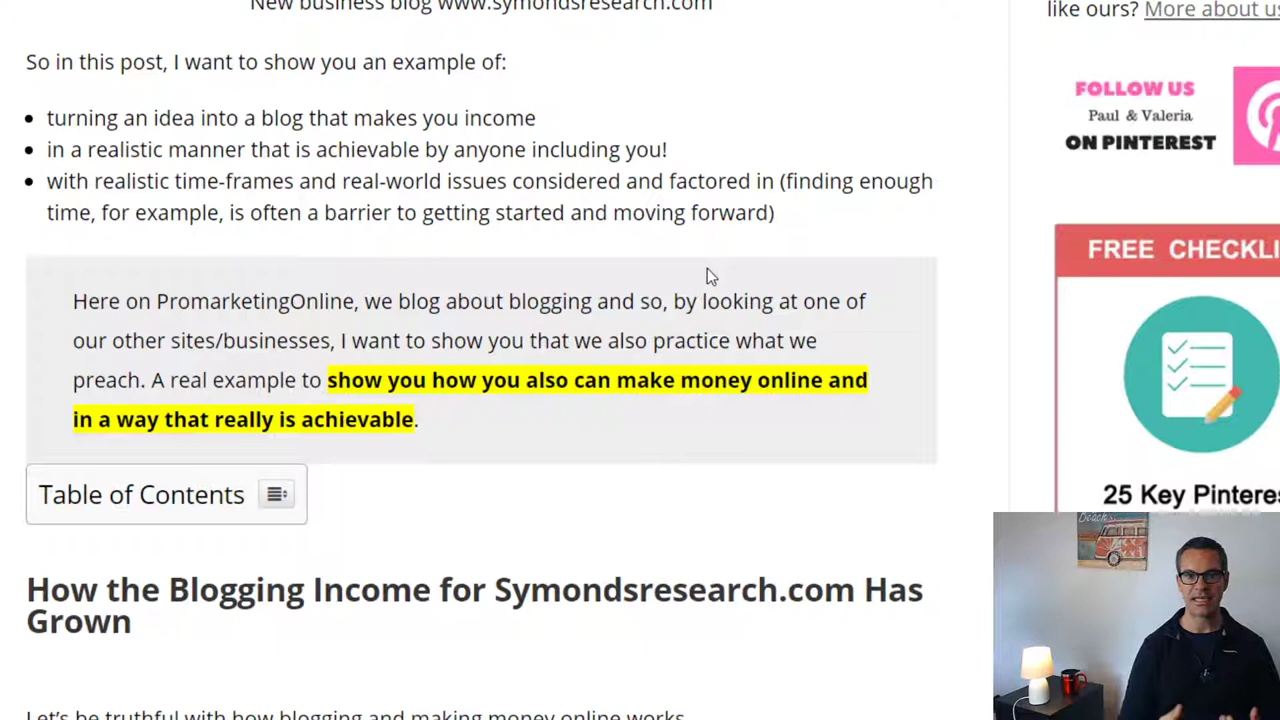 New business blog www.symondsresearch.com
like ours? More about us
So in this post, I want to show you an example of:
turning an idea into a blog that makes you income
in a realistic manner that is achievable by anyone including you!
with realistic time-frames and real-world issues considered and factored in (finding enough
time, for example, is often a barrier to getting started and moving forward)
Here on PromarketingOnline, we blog about blogging and so, by looking at one of
our other sites/businesses, I want to show you that we also practice what we
preach. A real example to show you how you also can make money online and
in a way that really is achievable.
Table of Contents
How the Blogging Income for Symondsresearch.com Has
Grown
Let's be truthful with how blogging and making money online works
FOLLOW US
Paul & Valeria
ON PINTEREST
FREE CHECKLI
25 Key Pintere
Beach